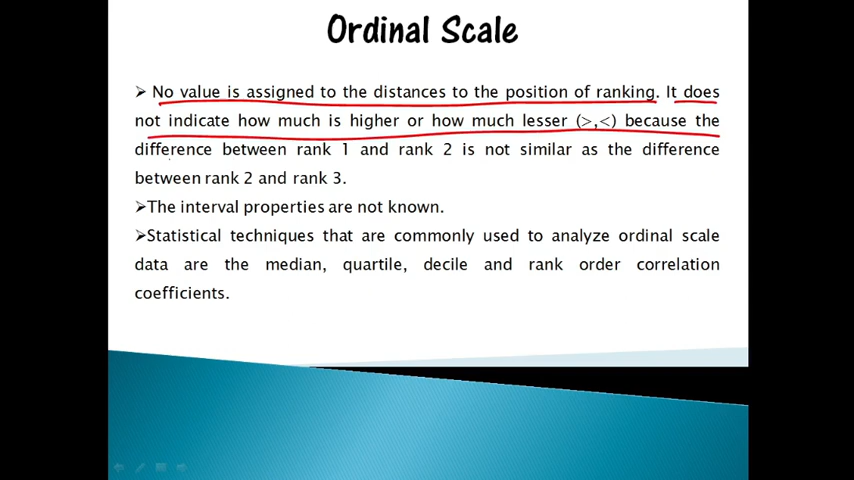 Ordinal Scale
➢ No value is assigned to the distances to the position of ranking. It does
not indicate how much is higher or how much lesser (>,<) because the
difference between rank 1 and rank 2 is not similar as the difference
between rank 2 and rank 3.
➢The interval properties are not known.
➢Statistical techniques that are commonly used to analyze ordinal scale
data are the median, quartile, decile and rank order correlation
coefficients.